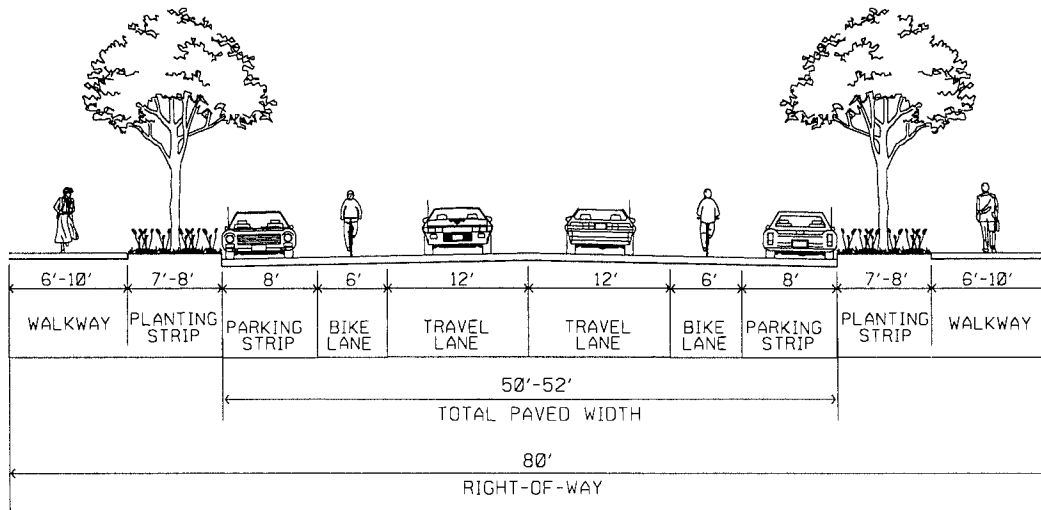 6'-10' 7'-8' 8' 6' 12' 12' 6' 8' 7'-8' 6'-10'
WALKWAY PLANTING STRIP PARKING STRIP BIKE LANE TRAVEL LANE TRAVEL LANE BIKE LANE PARKING STRIP PLANTING STRIP WALKWAY
50'-52'
TOTAL PAVED WIDTH
80'
RIGHT-OF-WAY